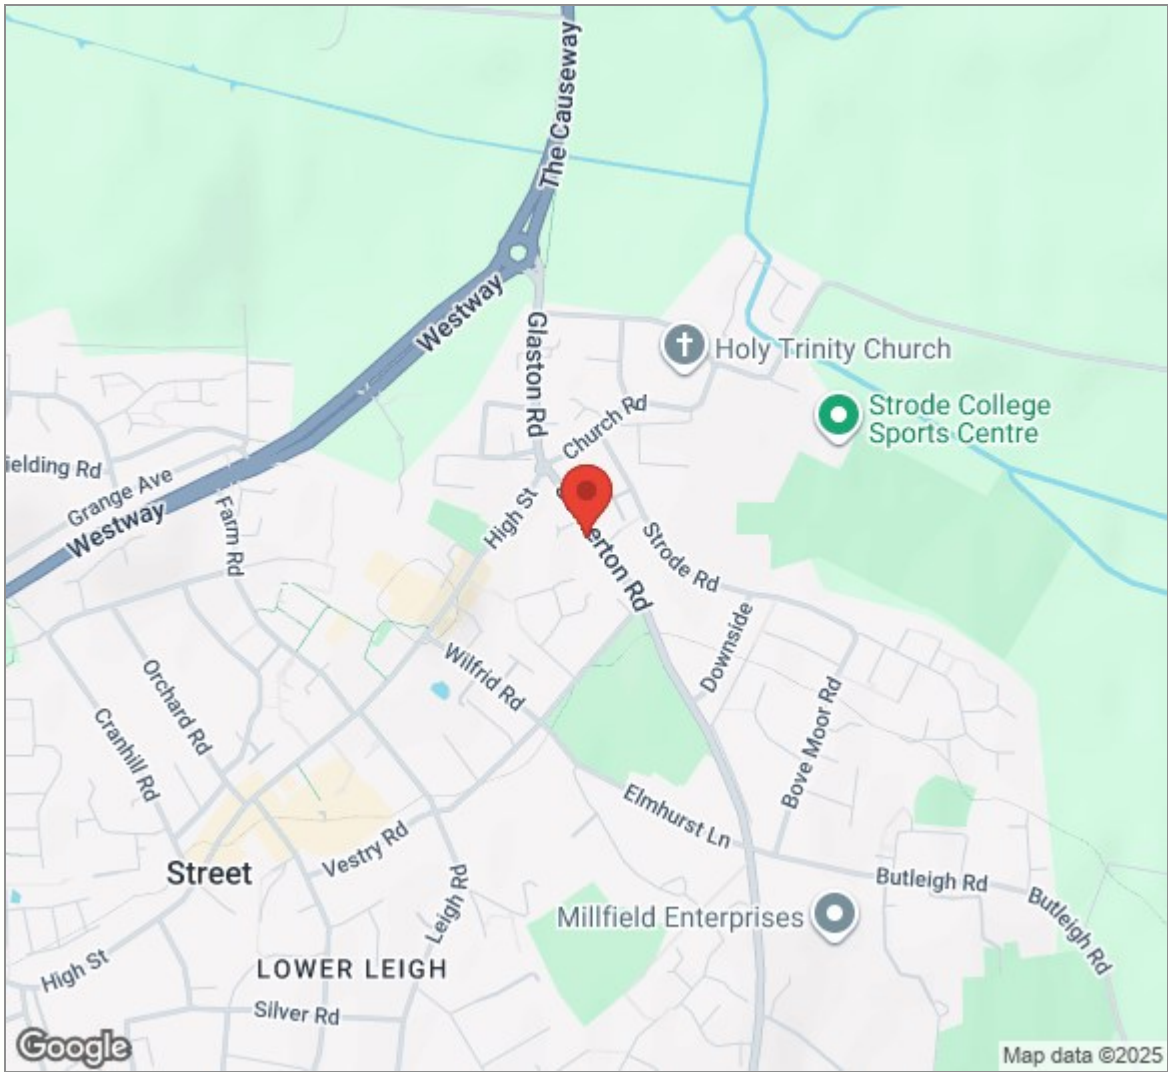 The Causeway
Westway
Glaston Rd
Holy Trinity Church
Church Rd
Strode College
Sports Centre
ielding Rd
Grange Ave
Westway
Farm Rd
High St
erton Rd
Strode Rd
Downside
Wilfrid Rd
Orchard Rd
Cranhill Rd
Bove Moor Rd
Elmhurst Ln
Vestry Rd
Street
Leigh Rd
Butleigh Rd
Butleigh Rd
Millfield Enterprises
High St
LOWER LEIGH
Silver Rd
Google
Map data ©2025